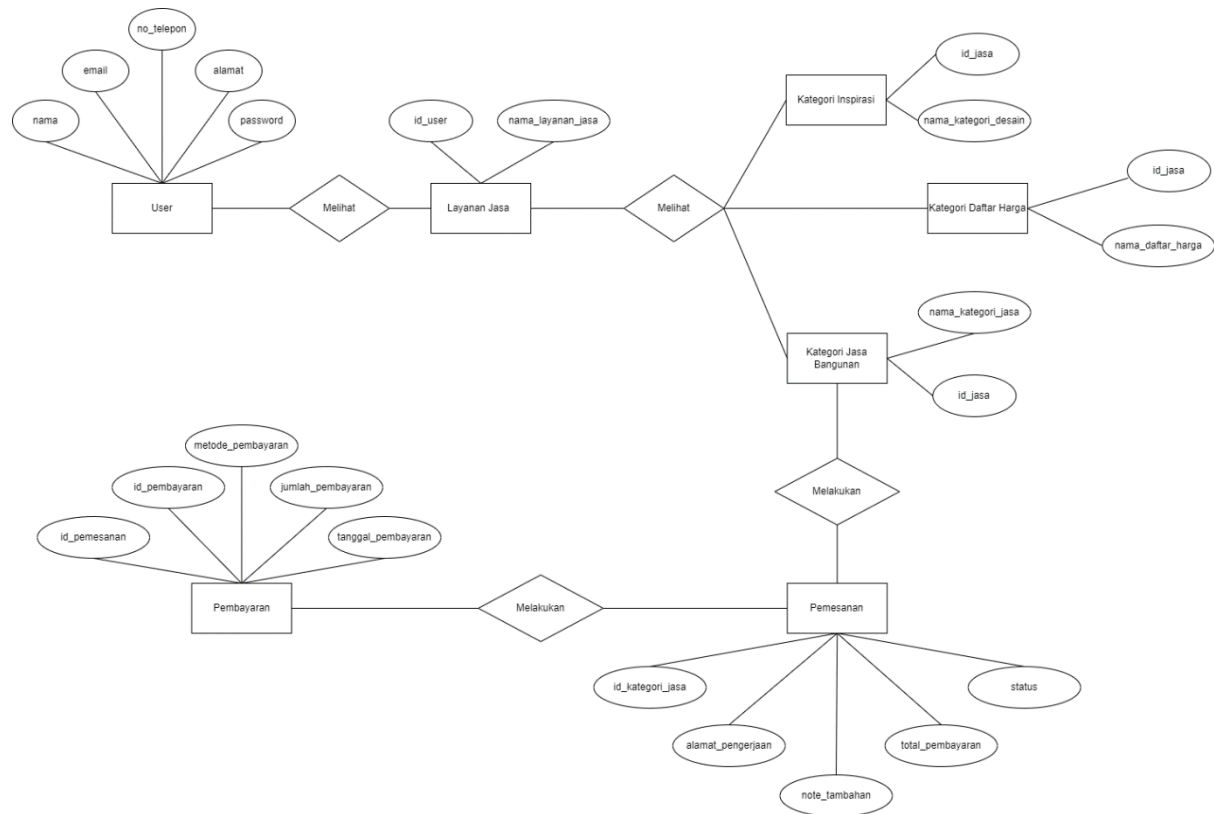 no_telepon
email
alamat
nama
password
User
Melihat
id_user
nama_layanan_jasa
Layanan Jasa
Melihat
id_jasa
Kategori Inspirasi
nama_kategori_desain
id_jasa
Kategori Daftar Harga
nama_daftar_harga
nama_kategori_jasa
Kategori Jasa
Bangunan
id_jasa
metode_pembayaran
id_pembayaran
jumlah_pembayaran
id_pemesanan
tanggal_pembayaran
Melakukan
Pembayaran
Melakukan
Pemesanan
id_kategori_jasa
status
alamat_pengerjaan
total_pembayaran
note_tambahan